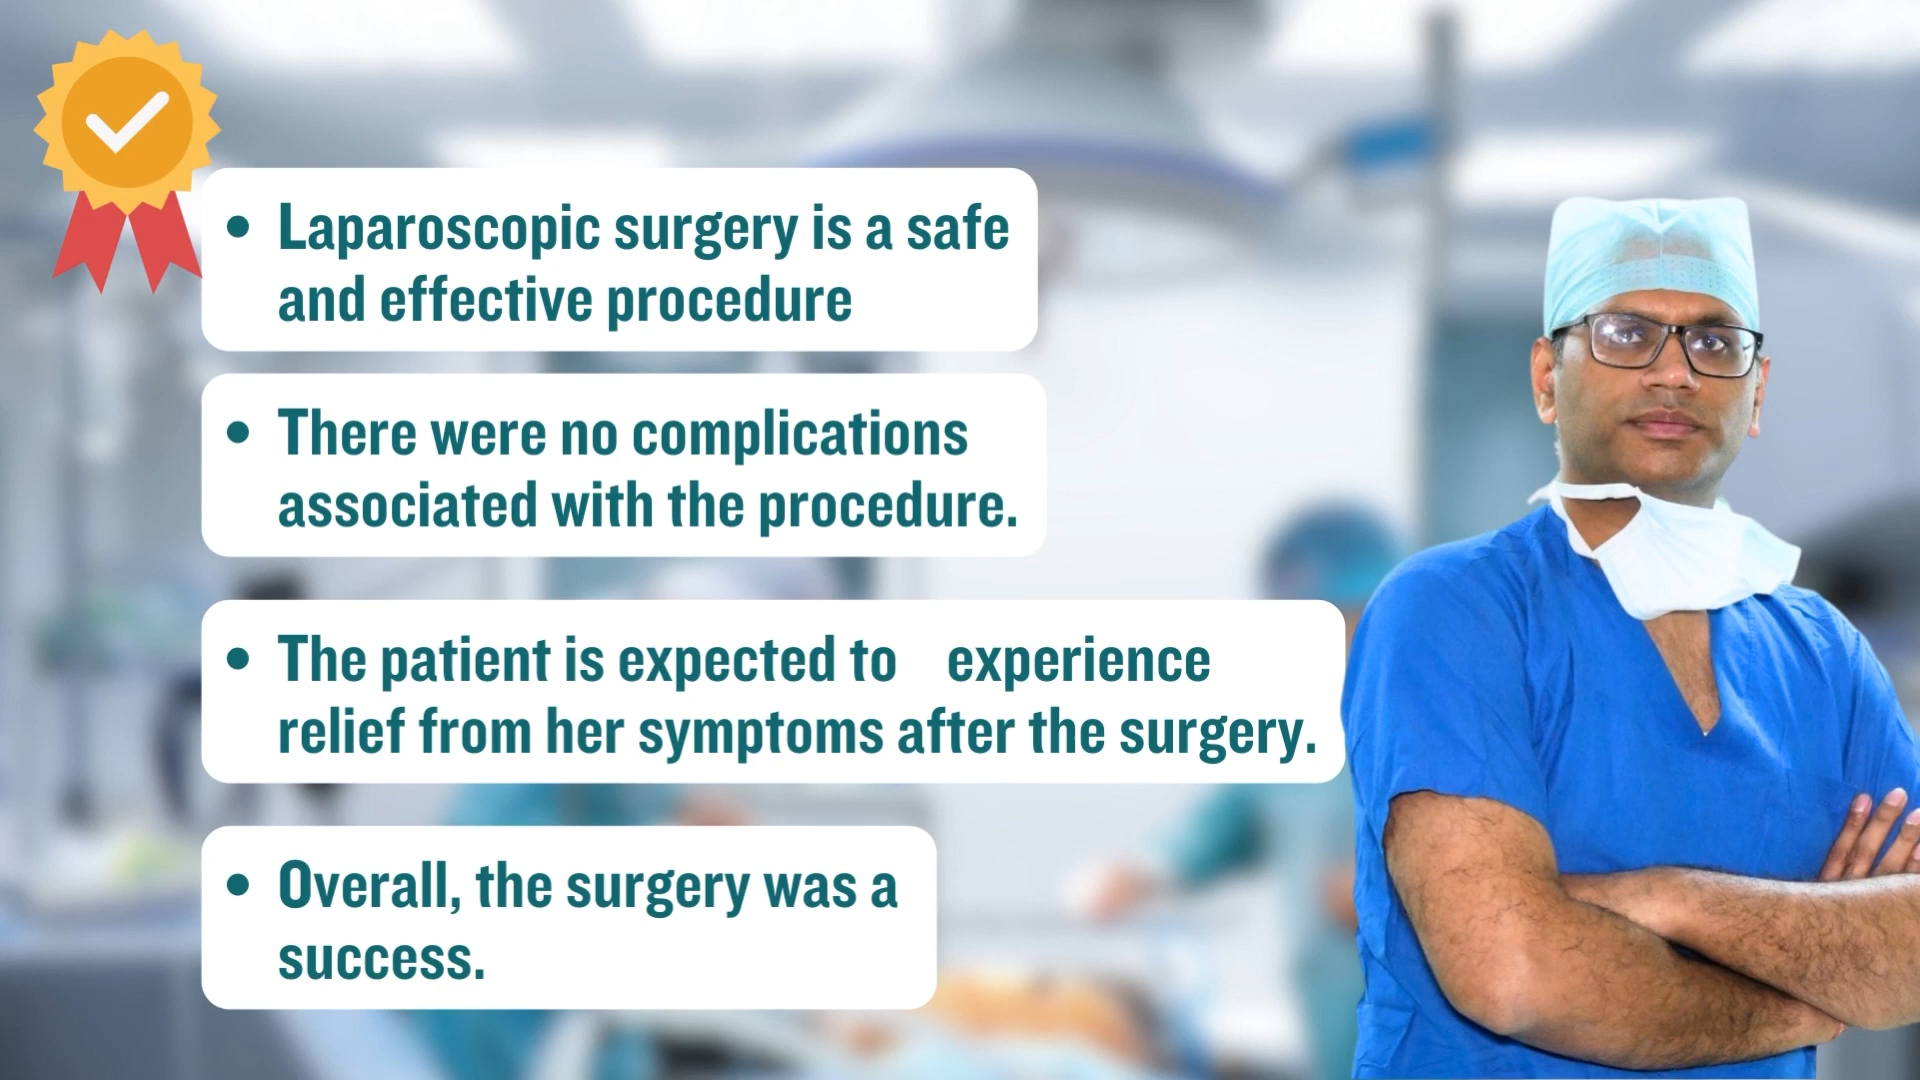 • Laparoscopic surgery is a safe
and effective procedure
• There were no complications
associated with the procedure.
• The patient is expected to experience
relief from her symptoms after the surgery.
• Overall, the surgery was a
success.